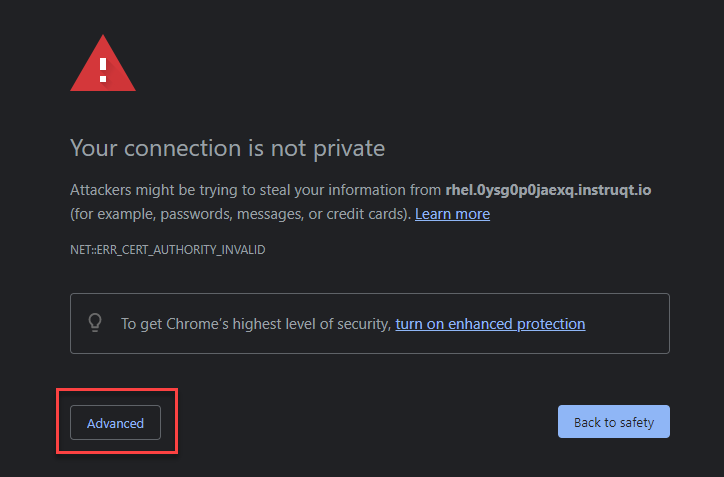 Your connection is not private
Attackers might be trying to steal your information from rhel.0ysg0p0jaexq.instruqt.io
(for example, passwords, messages, or credit cards). Learn more
NET::ERR_CERT_AUTHORITY_INVALID
To get Chrome’s highest level of security, turn on enhanced protection
Advanced
Back to safety